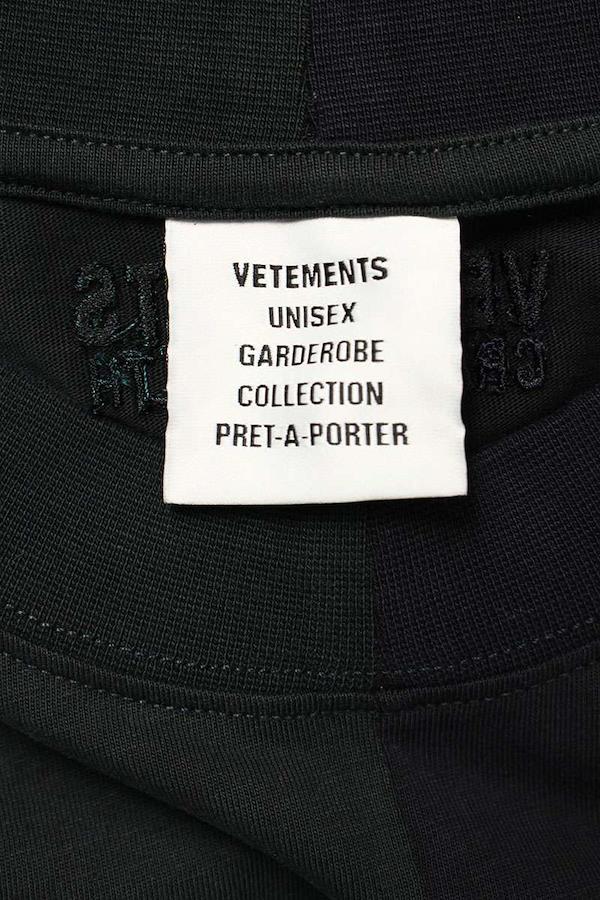 VETEMENTS
UNISEX
GARDEROBE
COLLECTION
PRET-A-PORTER